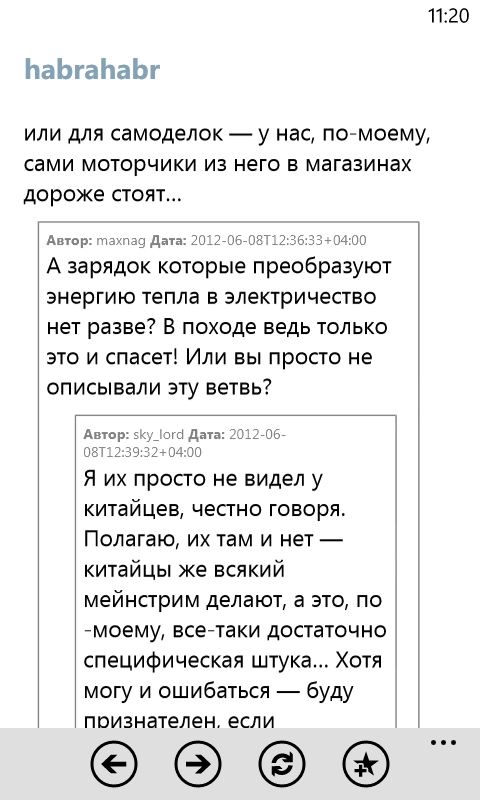 11:20
habrahabr
или для самоделок — у нас, по-моему,
сами моторчики из него в магазинах
дороже стоят...
Автор: maxnag Дата: 2012-06-08T12:36:33+04:00
А зарядок которые преобразуют
энергию тепла в электричество
нет разве? В походе ведь только
это и спасет! Или вы просто не
описывали эту ветвь?
Автор: sky_lord Дата: 2012-06-
08T12:39:32+04:00
Я их просто не видел у
китайцев, честно говоря.
Полагаю, их там и нет —
китайцы же всякий
мейнстрим делают, а это, по
-моему, все-таки достаточно
специфическая штука... Хотя
могу и ошибаться — буду
признателен, если